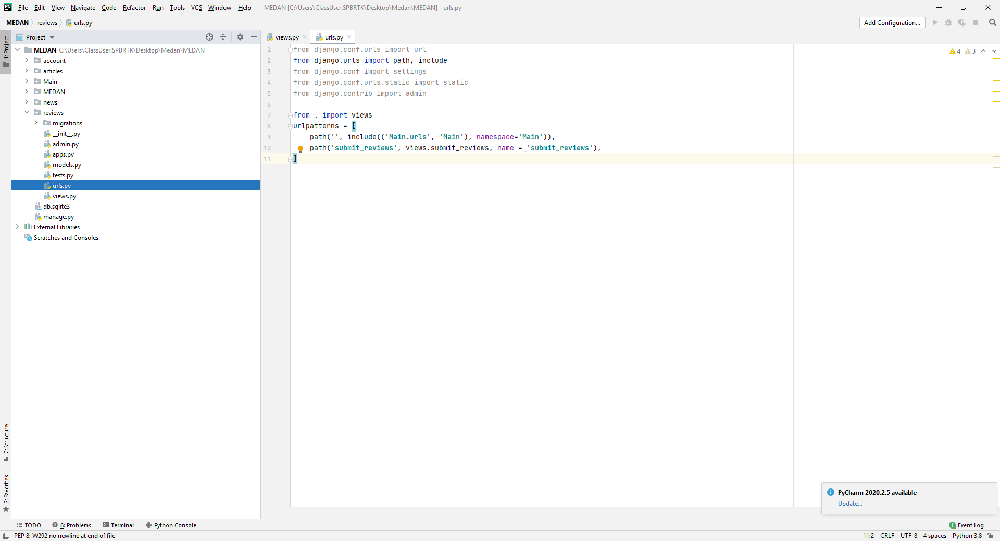 PC File Edit View Navigate Code Refactor Run Tools VCS Window Help MEDAN [C:\Users\ClassUser.SPBRTK\Desktop\Medan\MEDAN] - urls.py
MEDAN reviews urls.py Add Configuration...
1: Project
Project
views.py urls.py
MEDAN C:\Users\ClassUser.SPBRTK\Desktop\Medan\MEDAN
account
articles
Main
MEDAN
news
reviews
migrations
__init__.py
admin.py
apps.py
models.py
tests.py
urls.py
views.py
db.sqlite3
manage.py
External Libraries
Scratches and Consoles
1 from django.conf.urls import url
2 from django.urls import path, include
3 from django.conf import settings
4 from django.conf.urls.static import static
5 from django.contrib import admin
6
7 from . import views
8 urlpatterns = [
9 path('', include(('Main.urls', 'Main'), namespace='Main')),
10 path('submit_reviews', views.submit_reviews, name = 'submit_reviews'),
11 ]
4 3
7: Structure
2: Favorites
PyCharm 2020.2.5 available
Update...
TODO 6: Problems Terminal Python Console 1 Event Log
PEP 8: W292 no newline at end of file 11:2 CRLF UTF-8 4 spaces Python 3.8